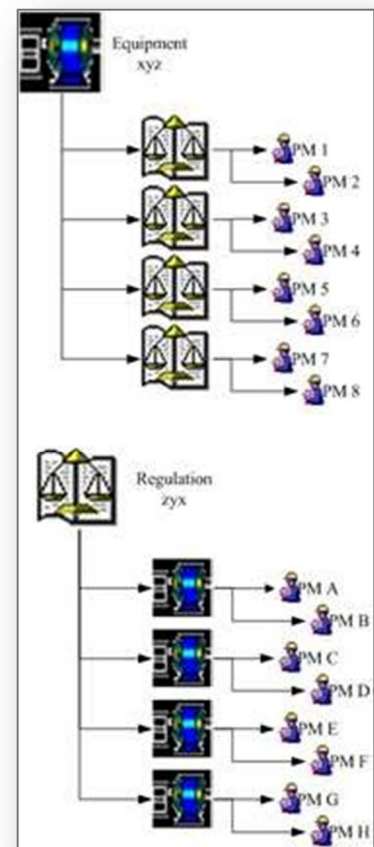 Equipment
xyz
PM 1
PM 2
PM 3
PM 4
PM 5
PM 6
PM 7
PM 8
Regulation
zyx
PM A
PM B
PM C
PM D
PM E
PM F
PM G
PM H